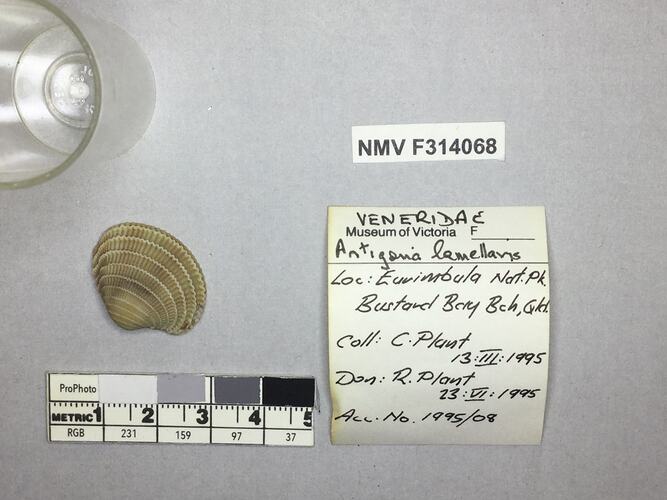 NMV F314068
VENERIDAE
Museum of Victoria F
Antigona lamellaris
Loc: Eurimbula Nat. Pk.
Bustard Bay Bch, Qld.
Coll: C. Plant
13:III:1995
Don: R. Plant
23:VI:1995
Acc. No. 1995/08
ProPhoto
METRIC 1 2 3 4 5
RGB 231 159 97 37